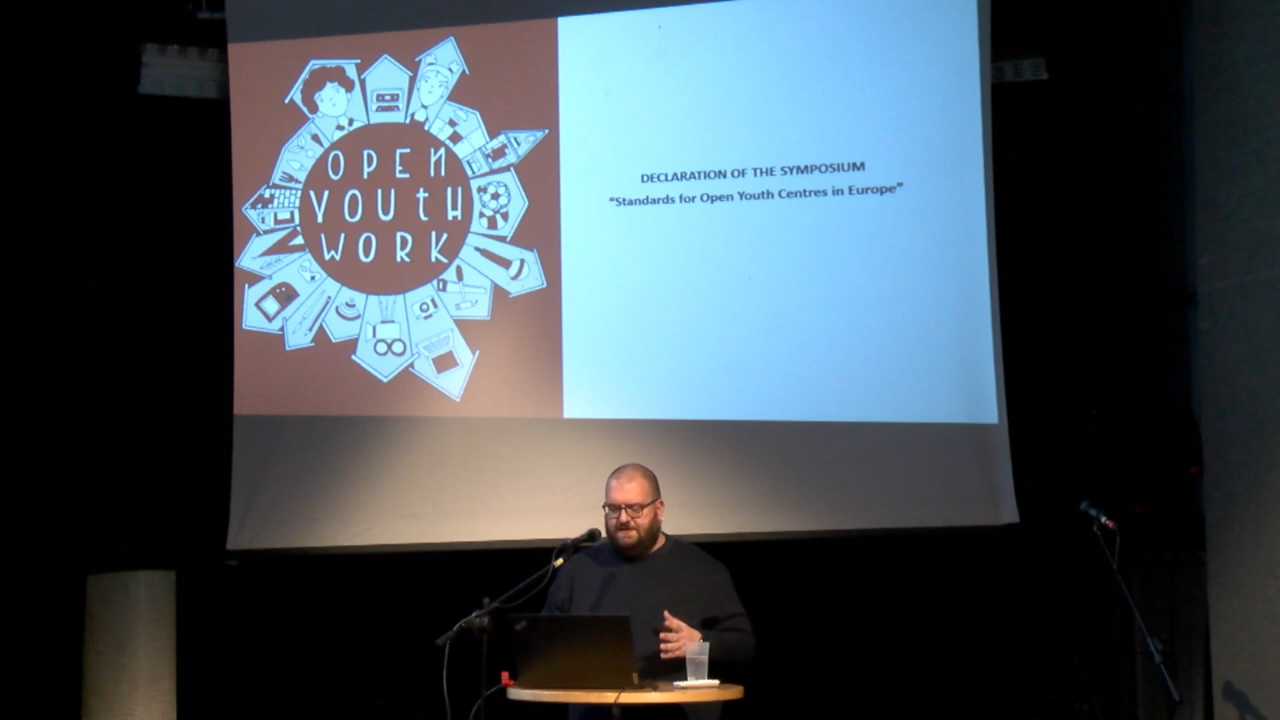 OPEN
YOUtH
WORK
DECLARATION OF THE SYMPOSIUM
“Standards for Open Youth Centres in Europe”